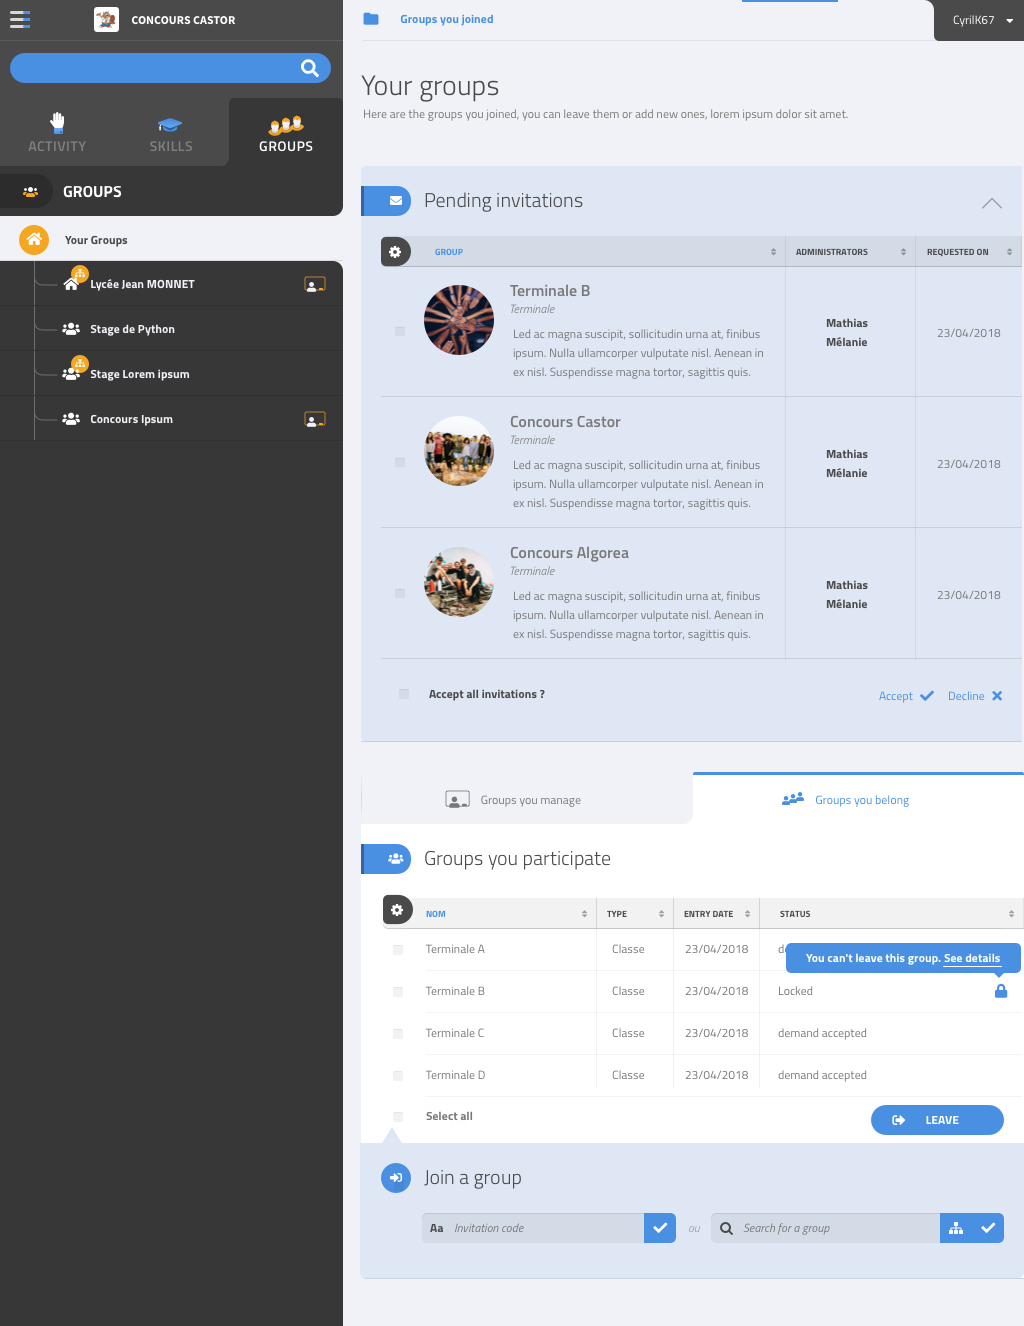 CONCOURS CASTOR
Groups you joined
CyrilK67
ACTIVITY
SKILLS
GROUPS
GROUPS
Your Groups
Lycée Jean MONNET
Stage de Python
Stage Lorem ipsum
Concours Ipsum
Your groups
Here are the groups you joined, you can leave them or add new ones, lorem ipsum dolor sit amet.
Pending invitations
GROUP
ADMINISTRATORS
REQUESTED ON
Terminale B
Terminale
Led ac magna suscipit, sollicitudin urna at, finibus
ipsum. Nulla ullamcorper vulputate nisl. Aenean in
ex nisl. Suspendisse magna tortor, sagittis quis.
Mathias
Mélanie
23/04/2018
Concours Castor
Terminale
Led ac magna suscipit, sollicitudin urna at, finibus
ipsum. Nulla ullamcorper vulputate nisl. Aenean in
ex nisl. Suspendisse magna tortor, sagittis quis.
Mathias
Mélanie
23/04/2018
Concours Algorea
Terminale
Led ac magna suscipit, sollicitudin urna at, finibus
ipsum. Nulla ullamcorper vulputate nisl. Aenean in
ex nisl. Suspendisse magna tortor, sagittis quis.
Mathias
Mélanie
23/04/2018
Accept all invitations ?
Accept
Decline
Groups you manage
Groups you belong
Groups you participate
NOM
TYPE
ENTRY DATE
STATUS
Terminale A
Classe
23/04/2018
You can't leave this group. See details
Terminale B
Classe
23/04/2018
Locked
Terminale C
Classe
23/04/2018
demand accepted
Terminale D
Classe
23/04/2018
demand accepted
Select all
LEAVE
Join a group
Aa
Invitation code
ou
Search for a group